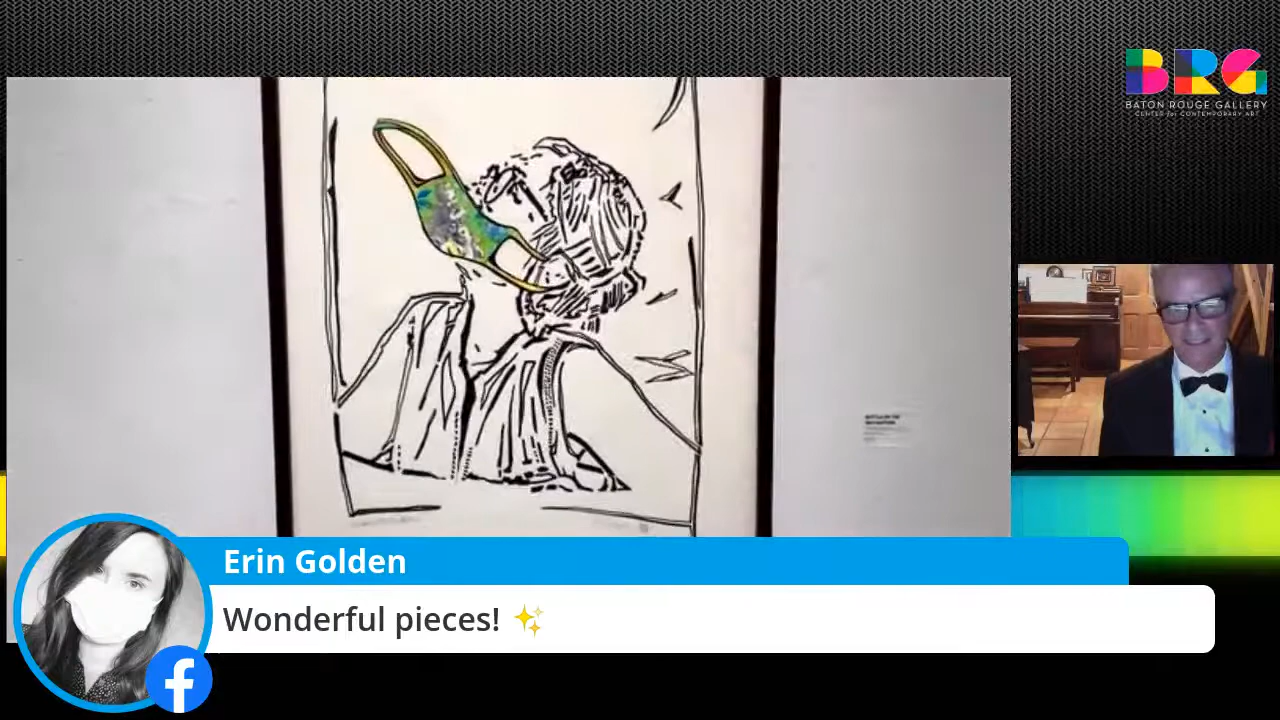 BRG
BATON ROUGE GALLERY
CENTER for CONTEMPORARY ART
Erin Golden
Wonderful pieces! ✨